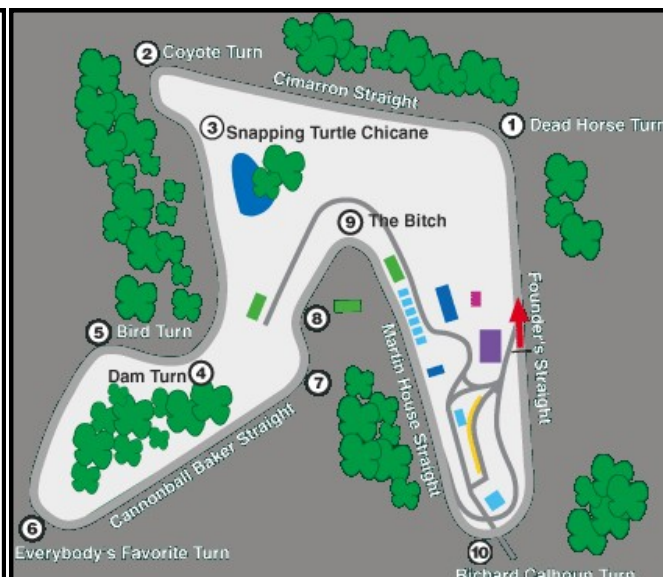 2 Coyote Turn
Cimarron Straight
1 Dead Horse Turn
3 Snapping Turtle Chicane
9 The Bitch
Founder's Straight
8
5 Bird Turn
Martin House Straight
Dam Turn 4
7
Cannonball Baker Straight
6
Everybody's Favorite Turn
10
Richard Calhoun Turn